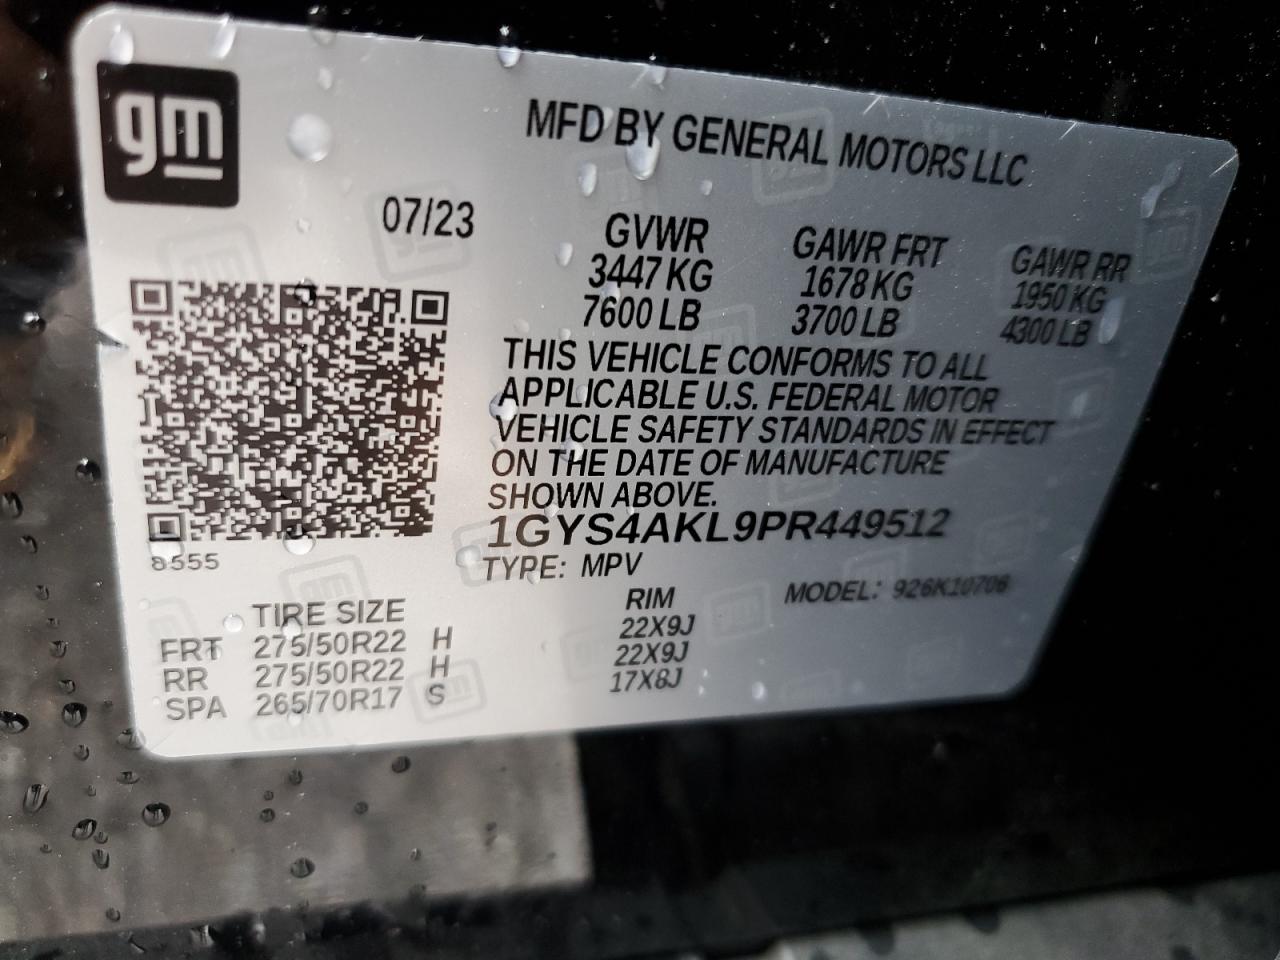 gm
MFD BY GENERAL MOTORS LLC
07/23
GVWR GAWR FRT GAWR RR
3447 KG 1678 KG 1950 KG
7600 LB 3700 LB 4300 LB
THIS VEHICLE CONFORMS TO ALL
APPLICABLE U.S. FEDERAL MOTOR
VEHICLE SAFETY STANDARDS IN EFFECT
ON THE DATE OF MANUFACTURE
SHOWN ABOVE.
1GYS4AKL9PR449512
8555
TYPE: MPV
MODEL: 926K10706
TIRE SIZE RIM
FRT 275/50R22 H 22X9J
RR 275/50R22 H 22X9J
SPA 265/70R17 S 17X8J